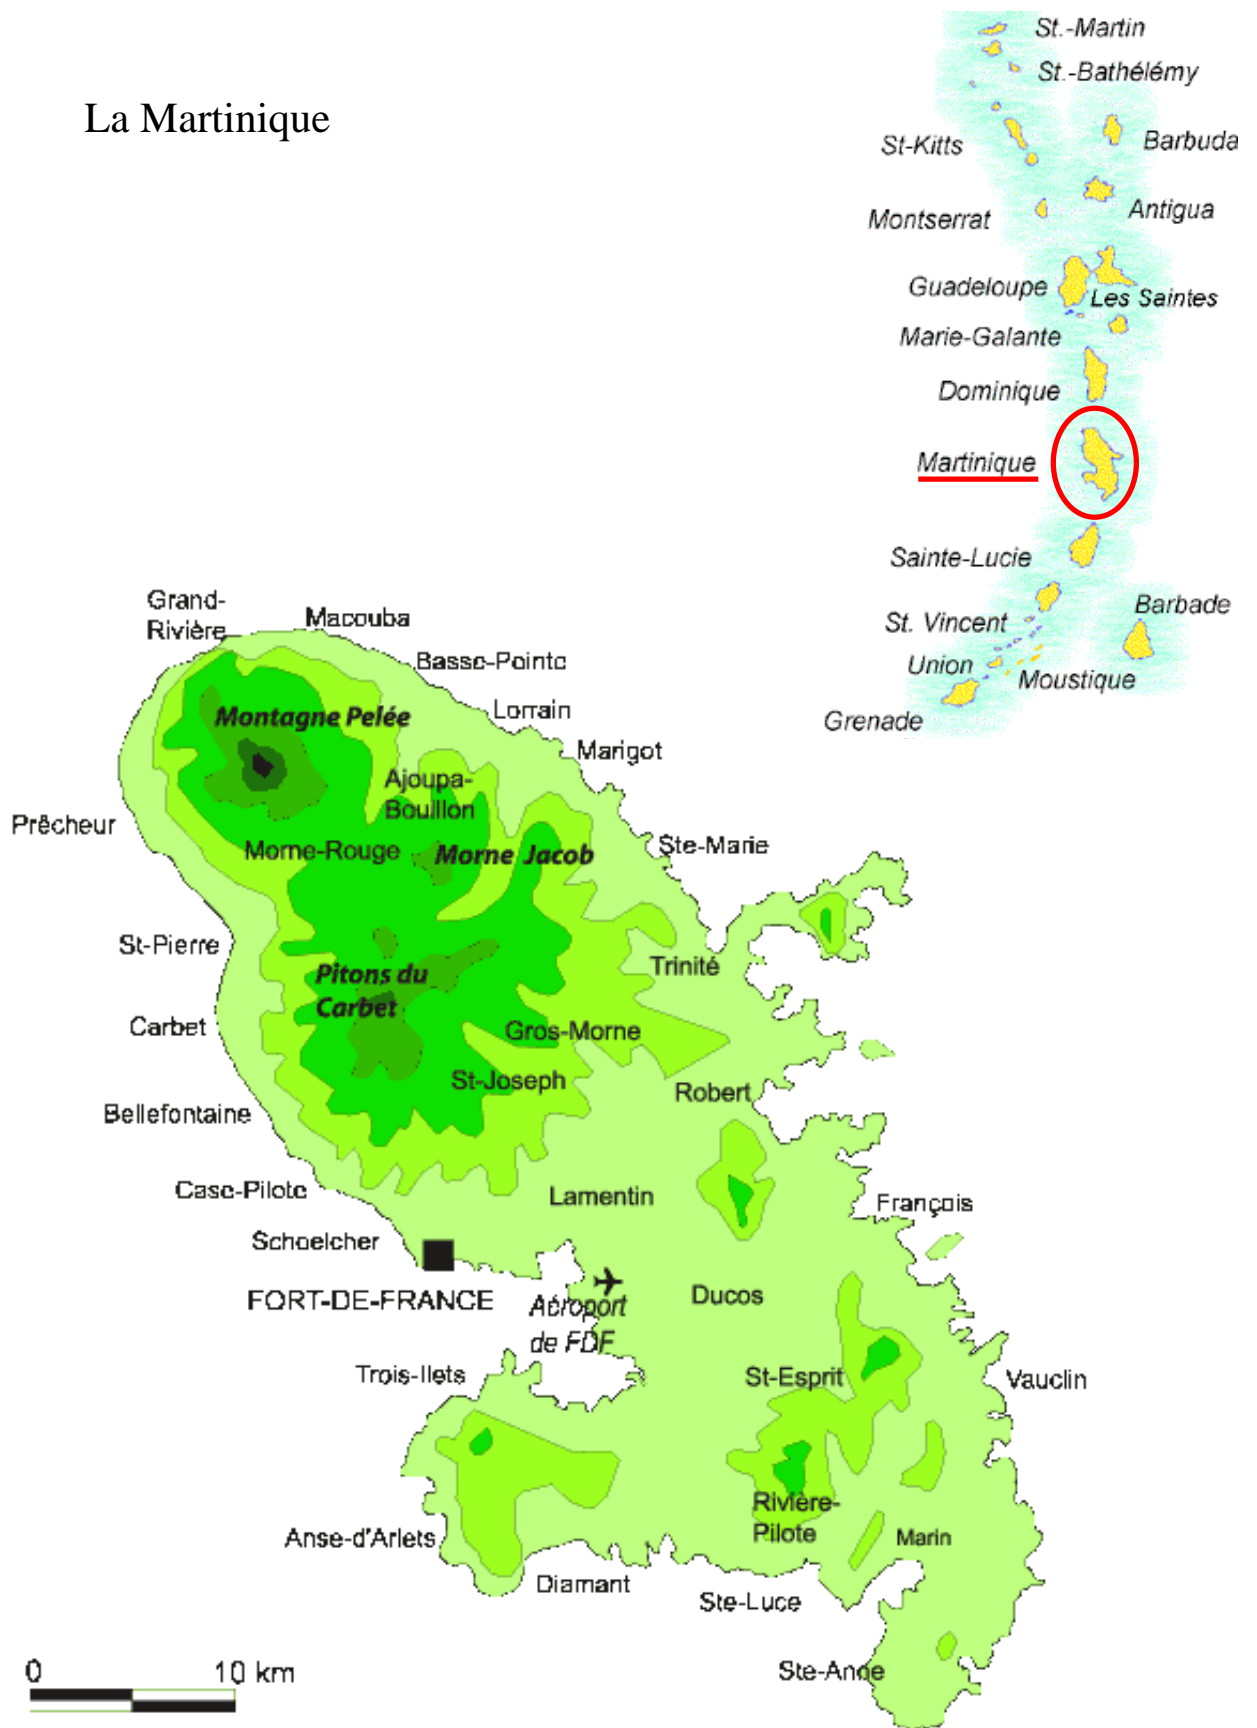 La Martinique
St.-Martin
St.-Bathélémy
St-Kitts
Barbuda
Montserrat
Antigua
Guadeloupe
Les Saintes
Marie-Galante
Dominique
Martinique
Sainte-Lucie
St. Vincent
Barbade
Union
Moustique
Grenade
Grand-
Rivière
Macouba
Basse-Pointe
Lorrain
Marigot
Montagne Pelée
Ajoupa-
Bouillon
Prêcheur
Morne-Rouge
Morne Jacob
Ste-Marie
St-Pierre
Trinité
Pitons du
Carbet
Carbet
Gros-Morne
St-Joseph
Robert
Bellefontaine
Case-Pilote
Lamentin
François
Schoelcher
FORT-DE-FRANCE
Aéroport
de FDF
Ducos
Trois-Ilets
St-Esprit
Vauclin
Rivière-
Pilote
Anse-d'Arlets
Marin
Diamant
Ste-Luce
Ste-Anne
0 10 km